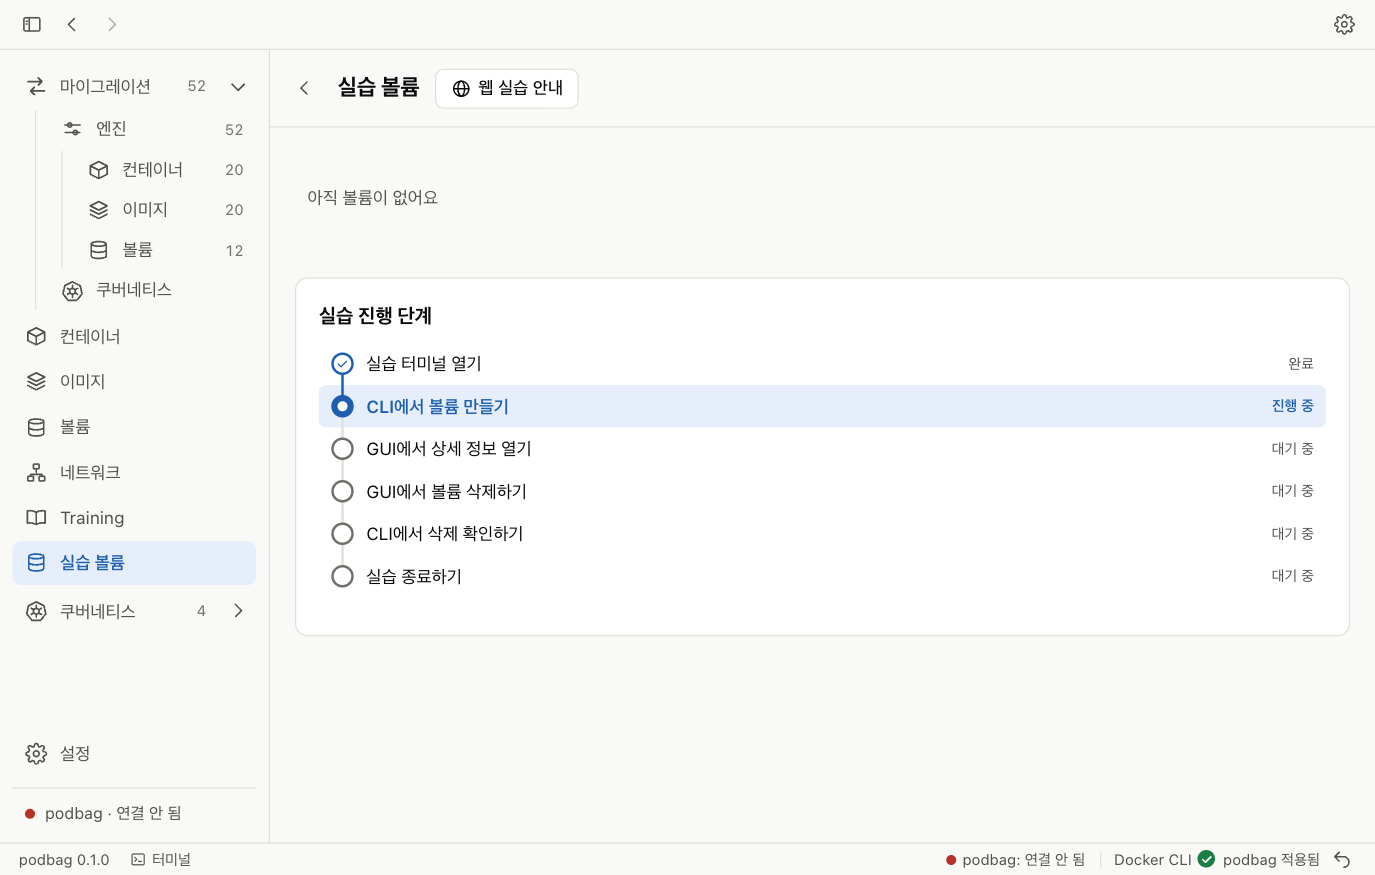 마이그레이션 52
엔진 52
컨테이너 20
이미지 20
볼륨 12
쿠버네티스
컨테이너
이미지
볼륨
네트워크
Training
실습 볼륨
쿠버네티스 4
설정
podbag · 연결 안 됨
실습 볼륨
웹 실습 안내
아직 볼륨이 없어요
실습 진행 단계
실습 터미널 열기 완료
CLI에서 볼륨 만들기 진행 중
GUI에서 상세 정보 열기 대기 중
GUI에서 볼륨 삭제하기 대기 중
CLI에서 삭제 확인하기 대기 중
실습 종료하기 대기 중
podbag 0.1.0 터미널 podbag: 연결 안 됨 Docker CLI podbag 적용됨